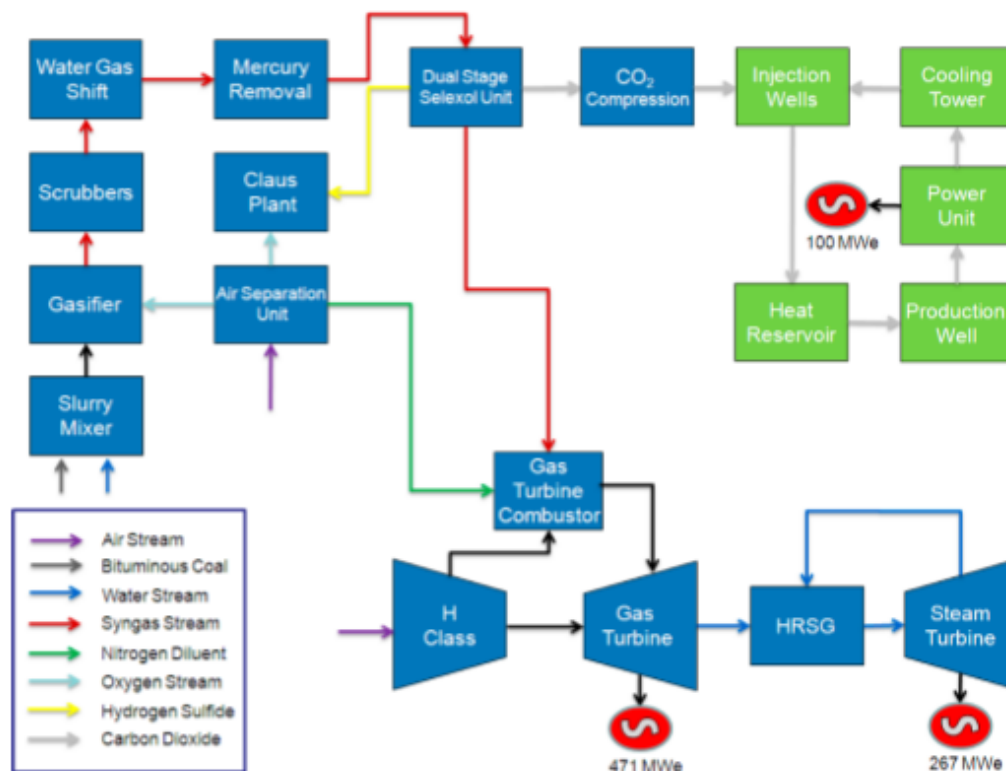 Water Gas
Shift
Mercury
Removal
Dual Stage
Selexol Unit
CO₂
Compression
Injection
Wells
Cooling
Tower
Scrubbers
Claus
Plant
Power
Unit
100 MWe
Gasifier
Air Separation
Unit
Heat
Reservoir
Production
Well
Slurry
Mixer
Gas
Turbine
Combustor
Air Stream
Bituminous Coal
Water Stream
Syngas Stream
Nitrogen Diluent
Oxygen Stream
Hydrogen Sulfide
Carbon Dioxide
H
Class
Gas
Turbine
HRSG
Steam
Turbine
471 MWe
267 MWe